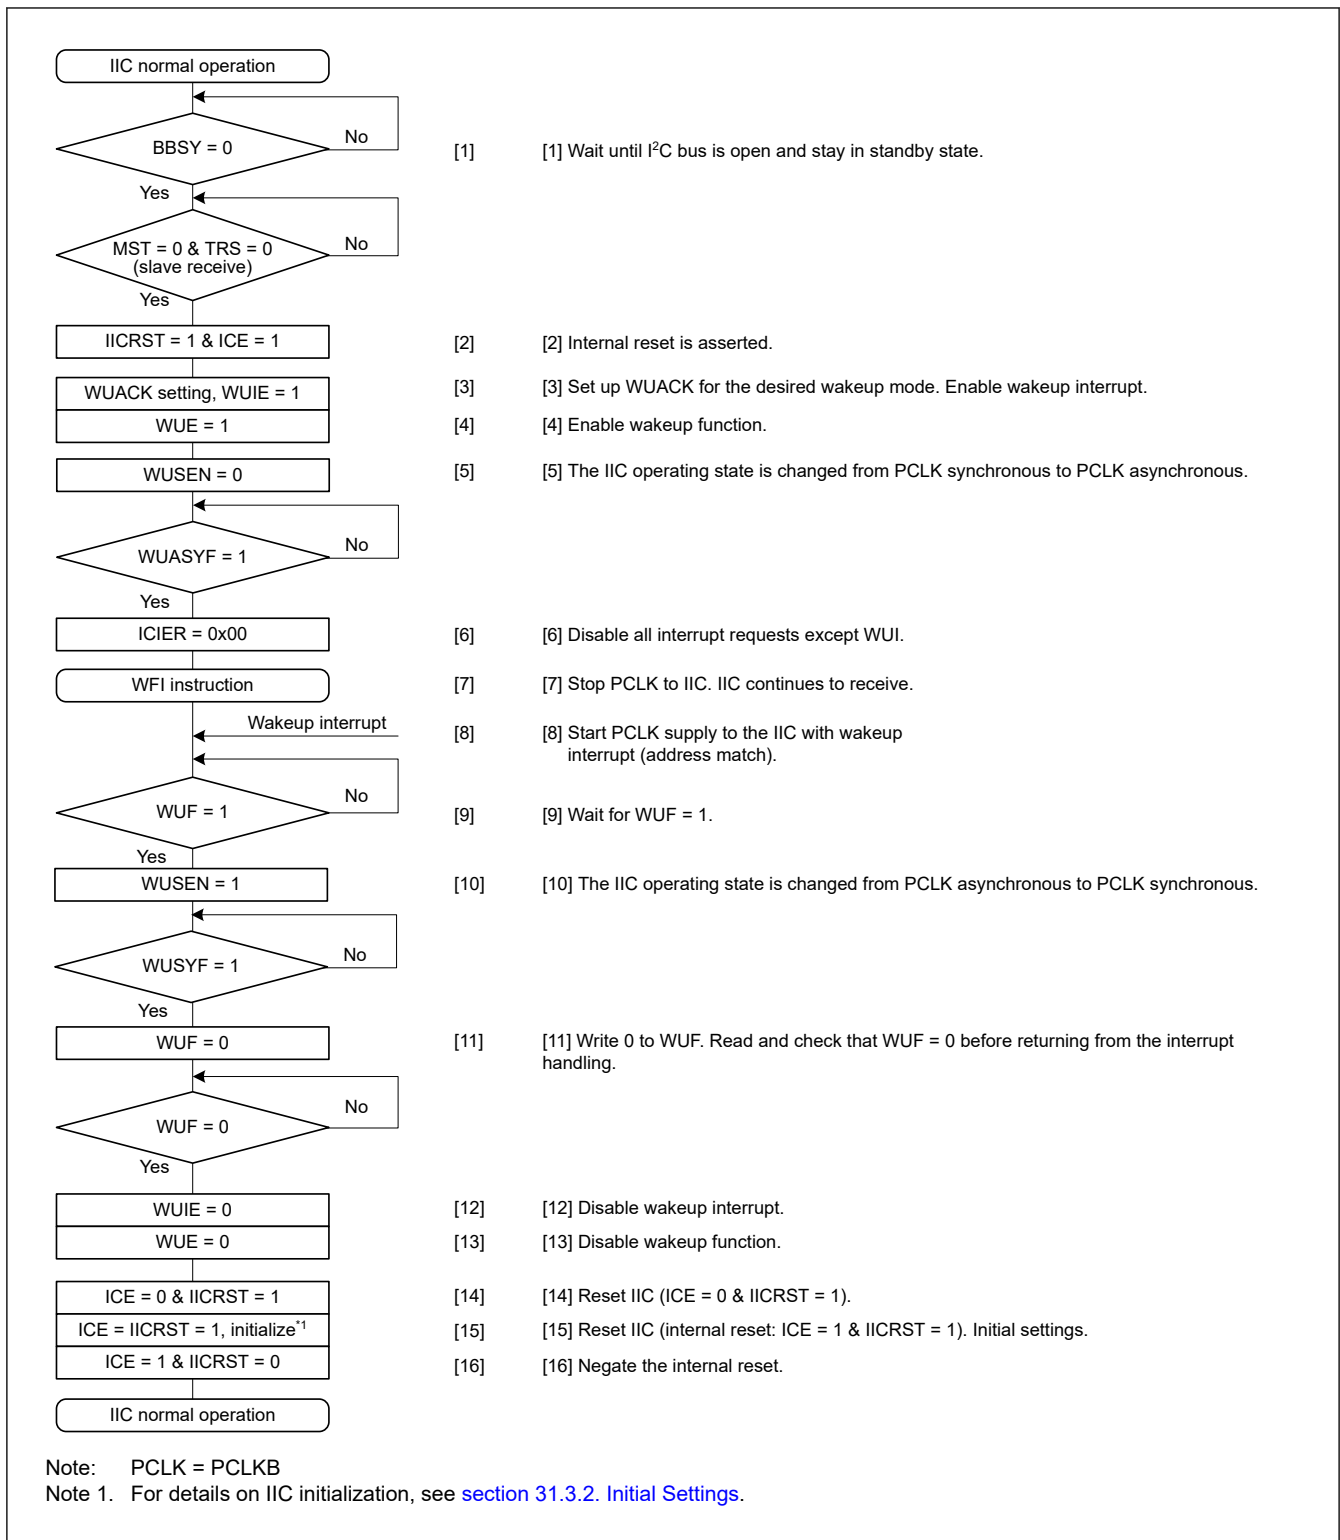 IIC normal operation
BBSY = 0
No
[1] [1] Wait until I²C bus is open and stay in standby state.
Yes
MST = 0 & TRS = 0
(slave receive)
No
Yes
IICRST = 1 & ICE = 1 [2] [2] Internal reset is asserted.
WUACK setting, WUIE = 1 [3] [3] Set up WUACK for the desired wakeup mode. Enable wakeup interrupt.
WUE = 1 [4] [4] Enable wakeup function.
WUSEN = 0 [5] [5] The IIC operating state is changed from PCLK synchronous to PCLK asynchronous.
WUASYF = 1
No
Yes
ICIER = 0x00 [6] [6] Disable all interrupt requests except WUI.
WFI instruction [7] [7] Stop PCLK to IIC. IIC continues to receive.
Wakeup interrupt [8] [8] Start PCLK supply to the IIC with wakeup
interrupt (address match).
No
WUF = 1 [9] [9] Wait for WUF = 1.
Yes
WUSEN = 1 [10] [10] The IIC operating state is changed from PCLK asynchronous to PCLK synchronous.
WUSYF = 1
No
Yes
WUF = 0 [11] [11] Write 0 to WUF. Read and check that WUF = 0 before returning from the interrupt
handling.
No
WUF = 0
Yes
WUIE = 0 [12] [12] Disable wakeup interrupt.
WUE = 0 [13] [13] Disable wakeup function.
ICE = 0 & IICRST = 1 [14] [14] Reset IIC (ICE = 0 & IICRST = 1).
ICE = IICRST = 1, initialize*1 [15] [15] Reset IIC (internal reset: ICE = 1 & IICRST = 1). Initial settings.
ICE = 1 & IICRST = 0 [16] [16] Negate the internal reset.
IIC normal operation
Note: PCLK = PCLKB
Note 1. For details on IIC initialization, see section 31.3.2. Initial Settings.